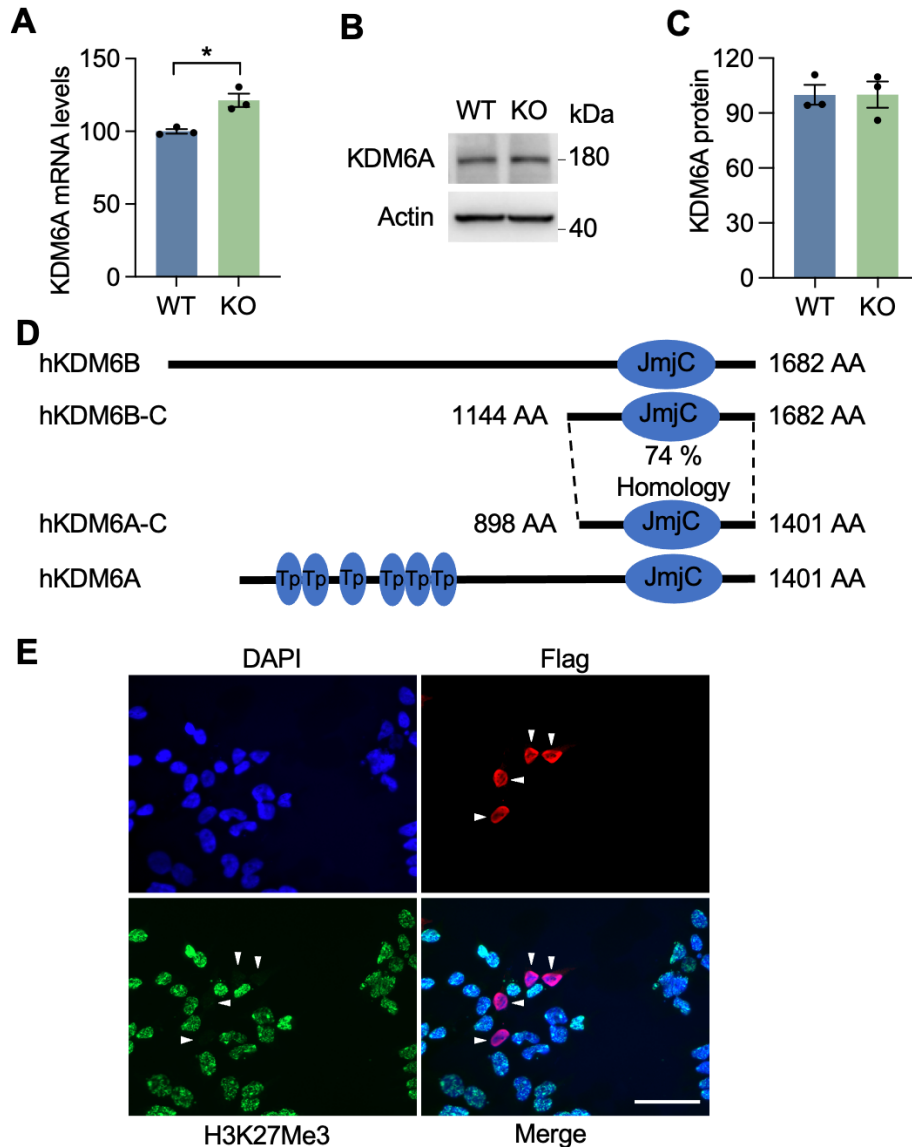 A
KDM6A mRNA levels
150
100
50
0
*
WT KO
B
WT KO kDa
KDM6A
180
Actin
40
C
KDM6A protein
120
90
60
30
0
WT KO
D
hKDM6B JmjC 1682 AA
hKDM6B-C 1144 AA JmjC 1682 AA
74 %
Homology
hKDM6A-C 898 AA JmjC 1401 AA
hKDM6A Tp Tp Tp Tp Tp Tp JmjC 1401 AA
E
DAPI Flag
H3K27Me3 Merge